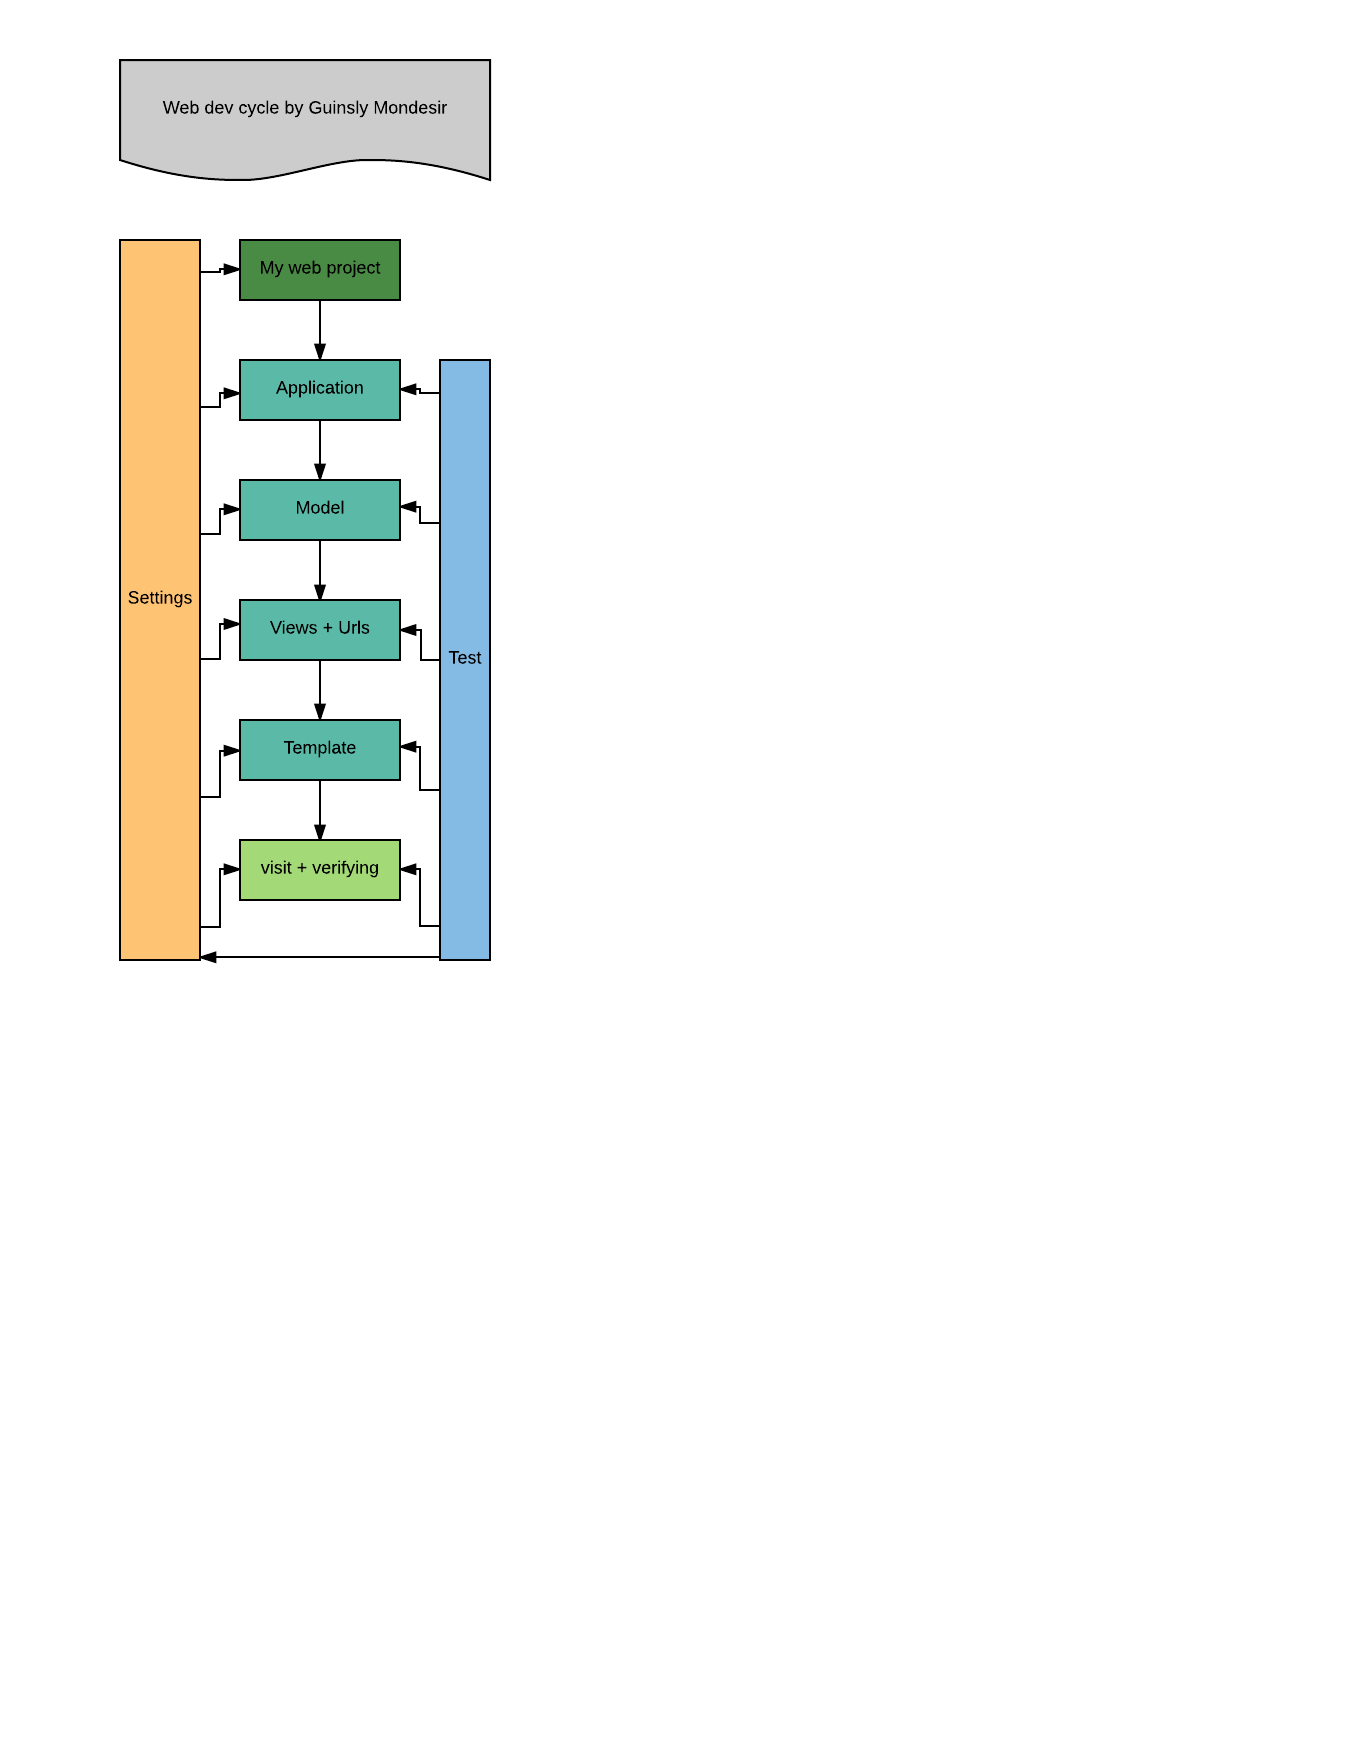 Web dev cycle by Guinsly Mondesir
My web project
Application
Model
Settings
Views + Urls
Test
Template
visit + verifying